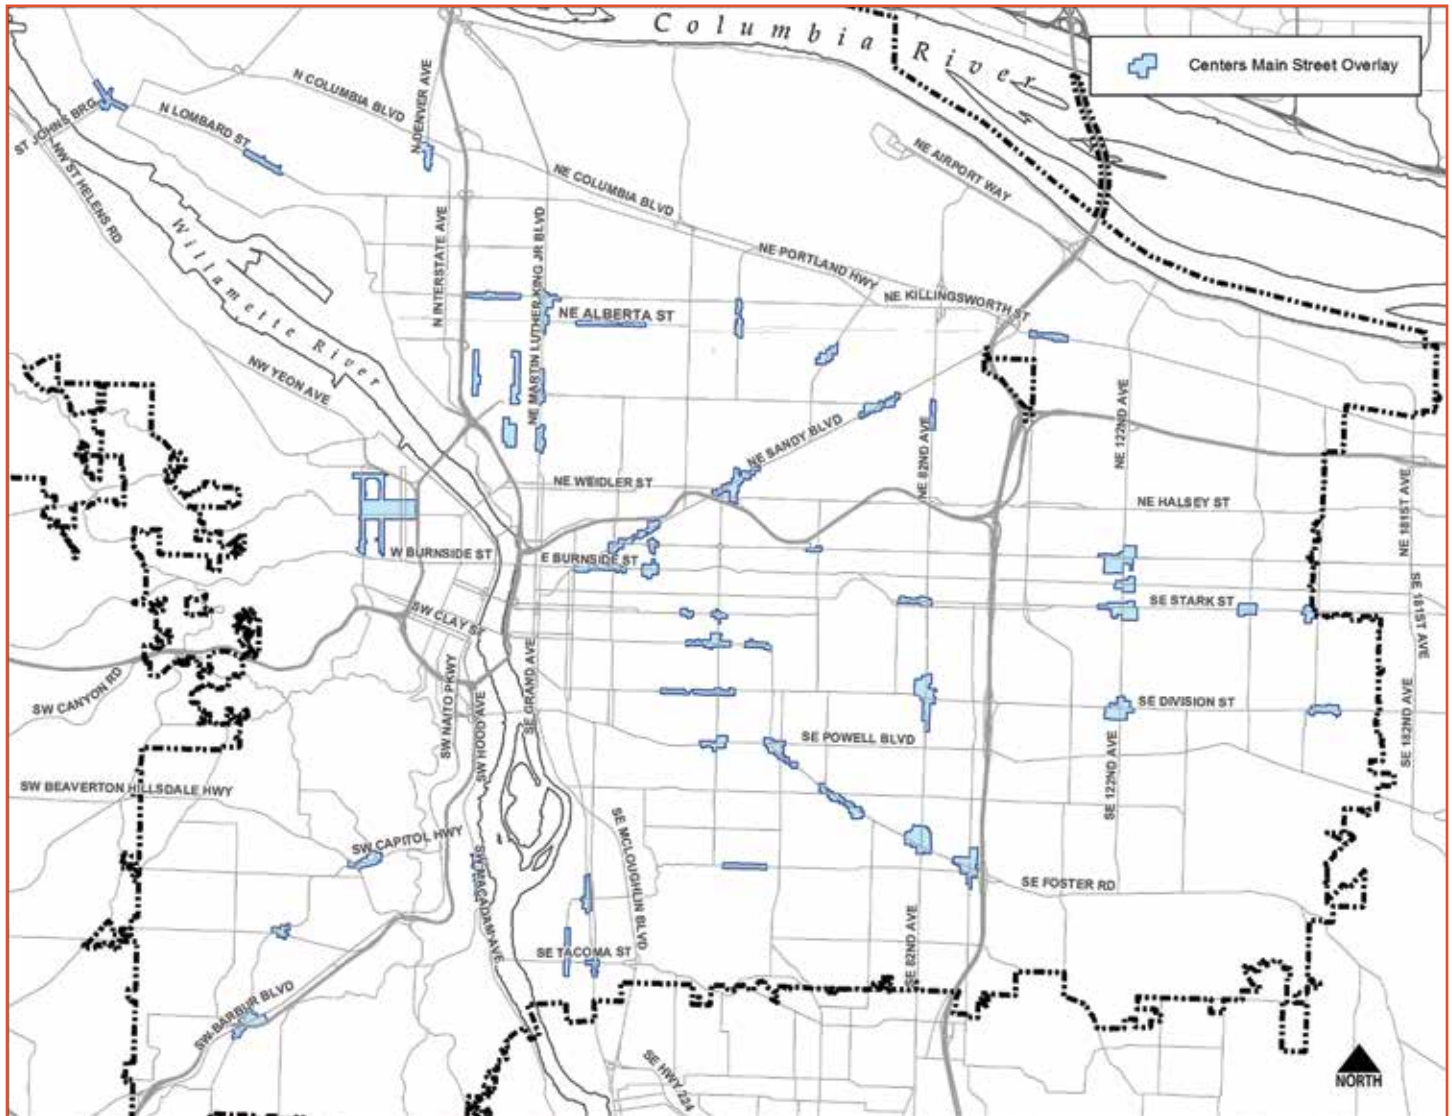 Columbia River
Centers Main Street Overlay
N COLUMBIA BLVD
N DENVER AVE
ST JOHNS BRG
N LOMBARD ST
NW ST HELENS RD
NE AIRPORT WAY
NE COLUMBIA BLVD
Willamette River
N INTERSTATE AVE
NE MARTIN LUTHER KING JR BLVD
NE PORTLAND HWY
NE KILLINGSWORTH ST
NE ALBERTA ST
NW YEON AVE
NE SANDY BLVD
NE 82ND AVE
NE 122ND AVE
NE WEIDLER ST
NE HALSEY ST
NE 181ST AVE
W BURNSIDE ST
E BURNSIDE ST
SE STARK ST
SE 181ST AVE
SW CLAY ST
SW CANYON RD
SW NAITO PKWY
SW HOOD AVE
SE GRAND AVE
SE DIVISION ST
SE 182ND AVE
SE POWELL BLVD
SE 122ND AVE
SW BEAVERTON HILLSDALE HWY
SW CAPITOL HWY
SE MCLOUGHLIN BLVD
SW MACADAM AVE
SE FOSTER RD
SE TACOMA ST
SE 82ND AVE
SW BARBUR BLVD
SE HWY 224
NORTH